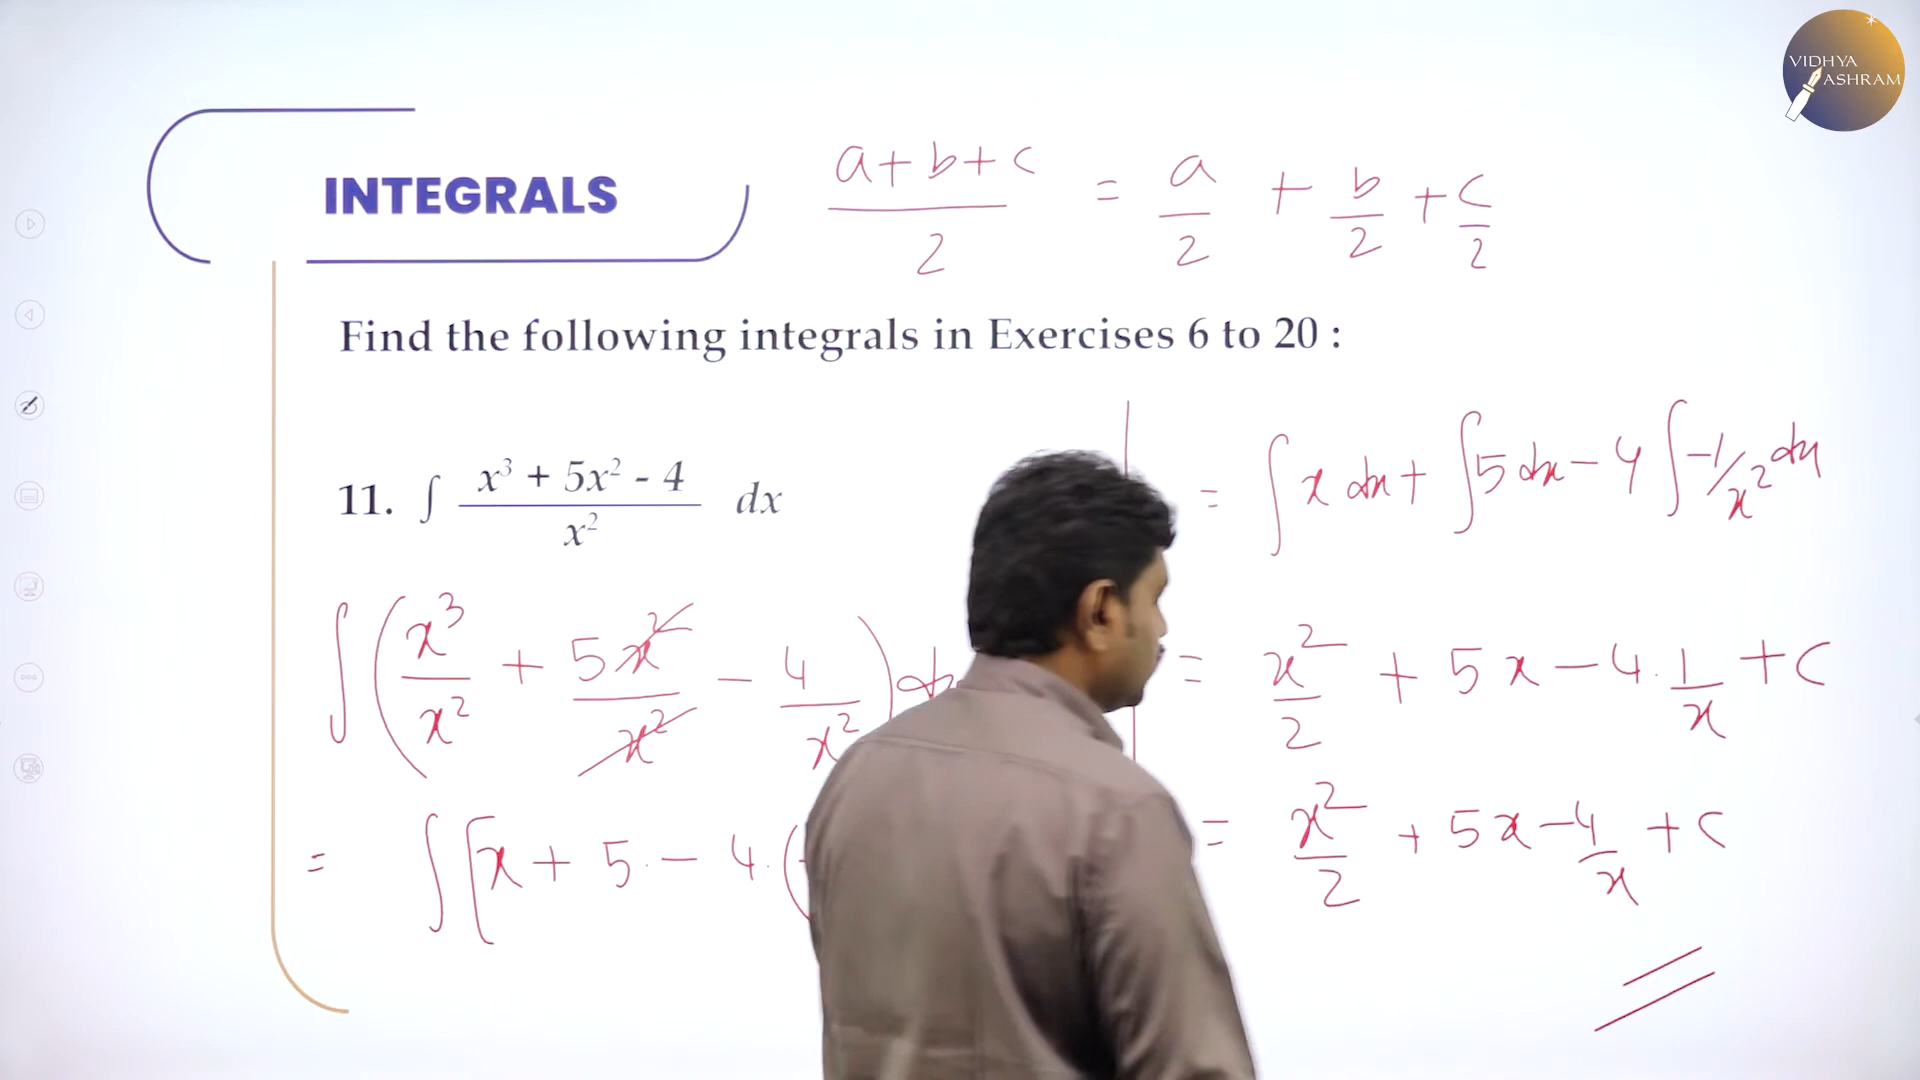 VIDHYA
ASHRAM
INTEGRALS
(a+b+c)/2 = a/2 + b/2 + c/2
Find the following integrals in Exercises 6 to 20 :
11. ∫ (x³ + 5x² - 4)/x² dx
∫ (x³/x² + 5x²/x² − 4/x²) dx
= ∫ [x + 5 − 4 (
= ∫ x dx + ∫ 5 dx − 4 ∫ −1/x² dx
= x²/2 + 5x − 4 · 1/x + c
= x²/2 + 5x − 4/x + c